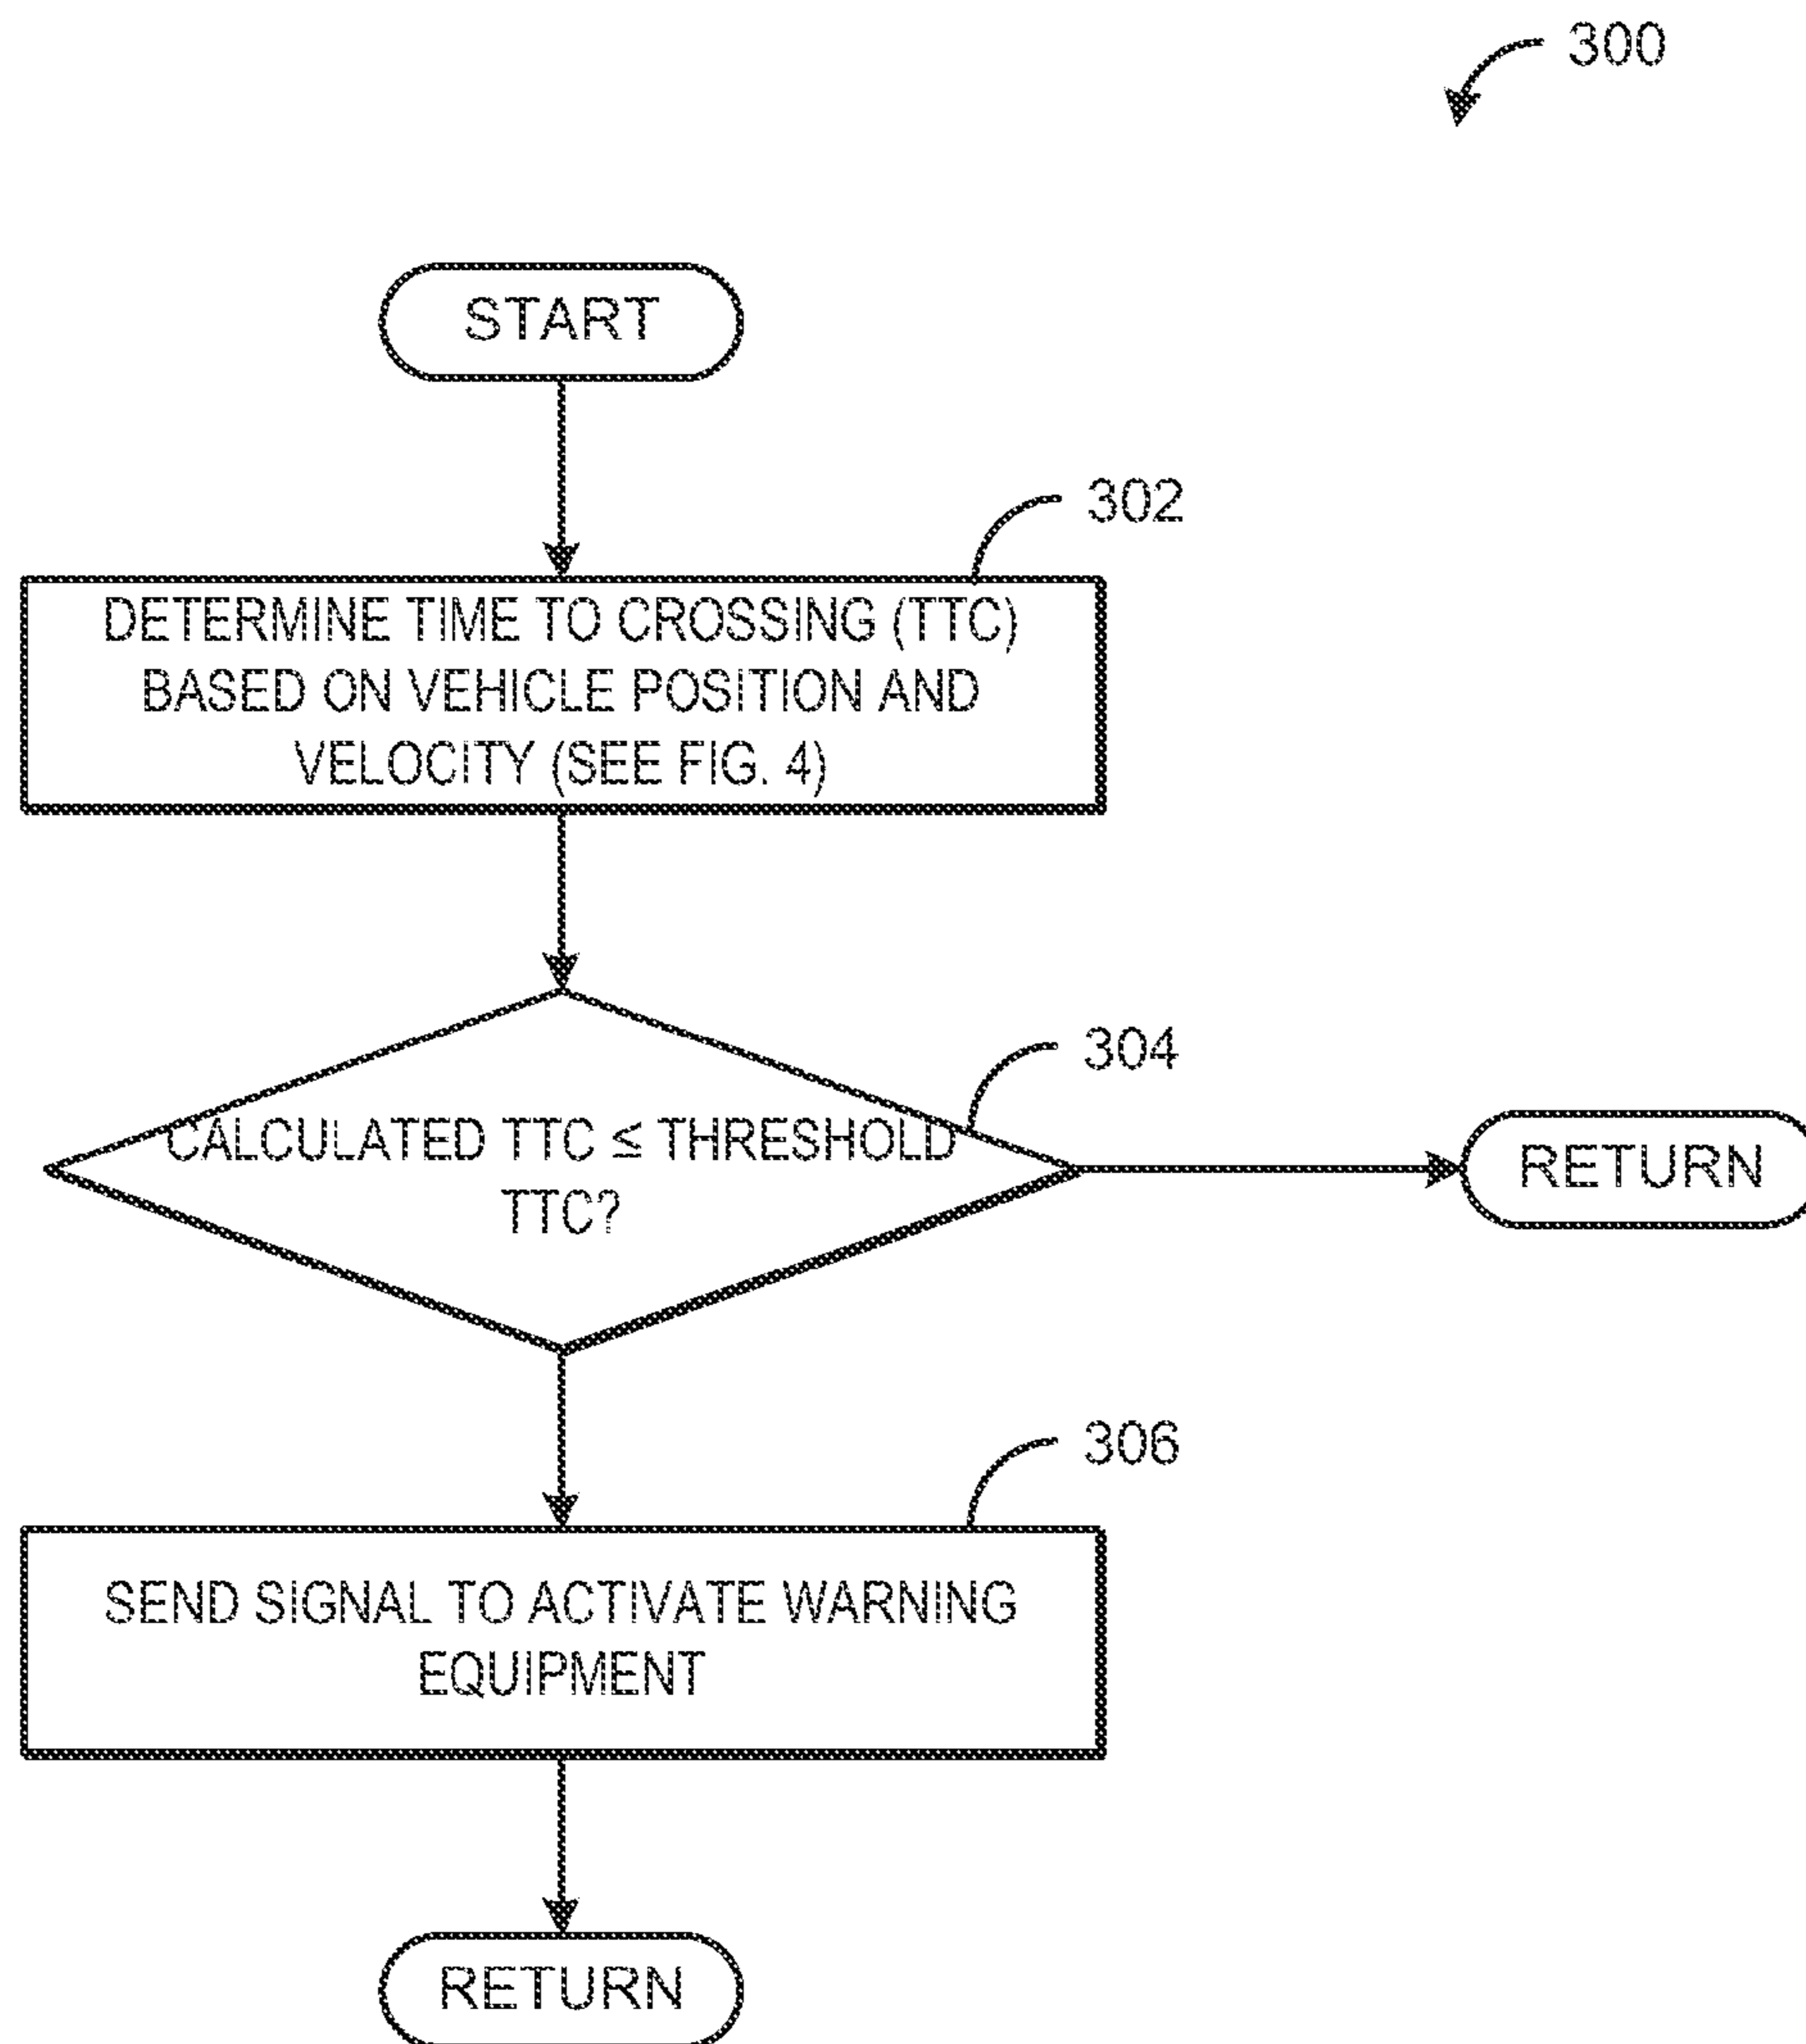 300
START
302
DETERMINE TIME TO CROSSING (TTC)
BASED ON VEHICLE POSITION AND
VELOCITY (SEE FIG. 4)
304
CALCULATED TTC ≤ THRESHOLD
TTC?
RETURN
306
SEND SIGNAL TO ACTIVATE WARNING
EQUIPMENT
RETURN